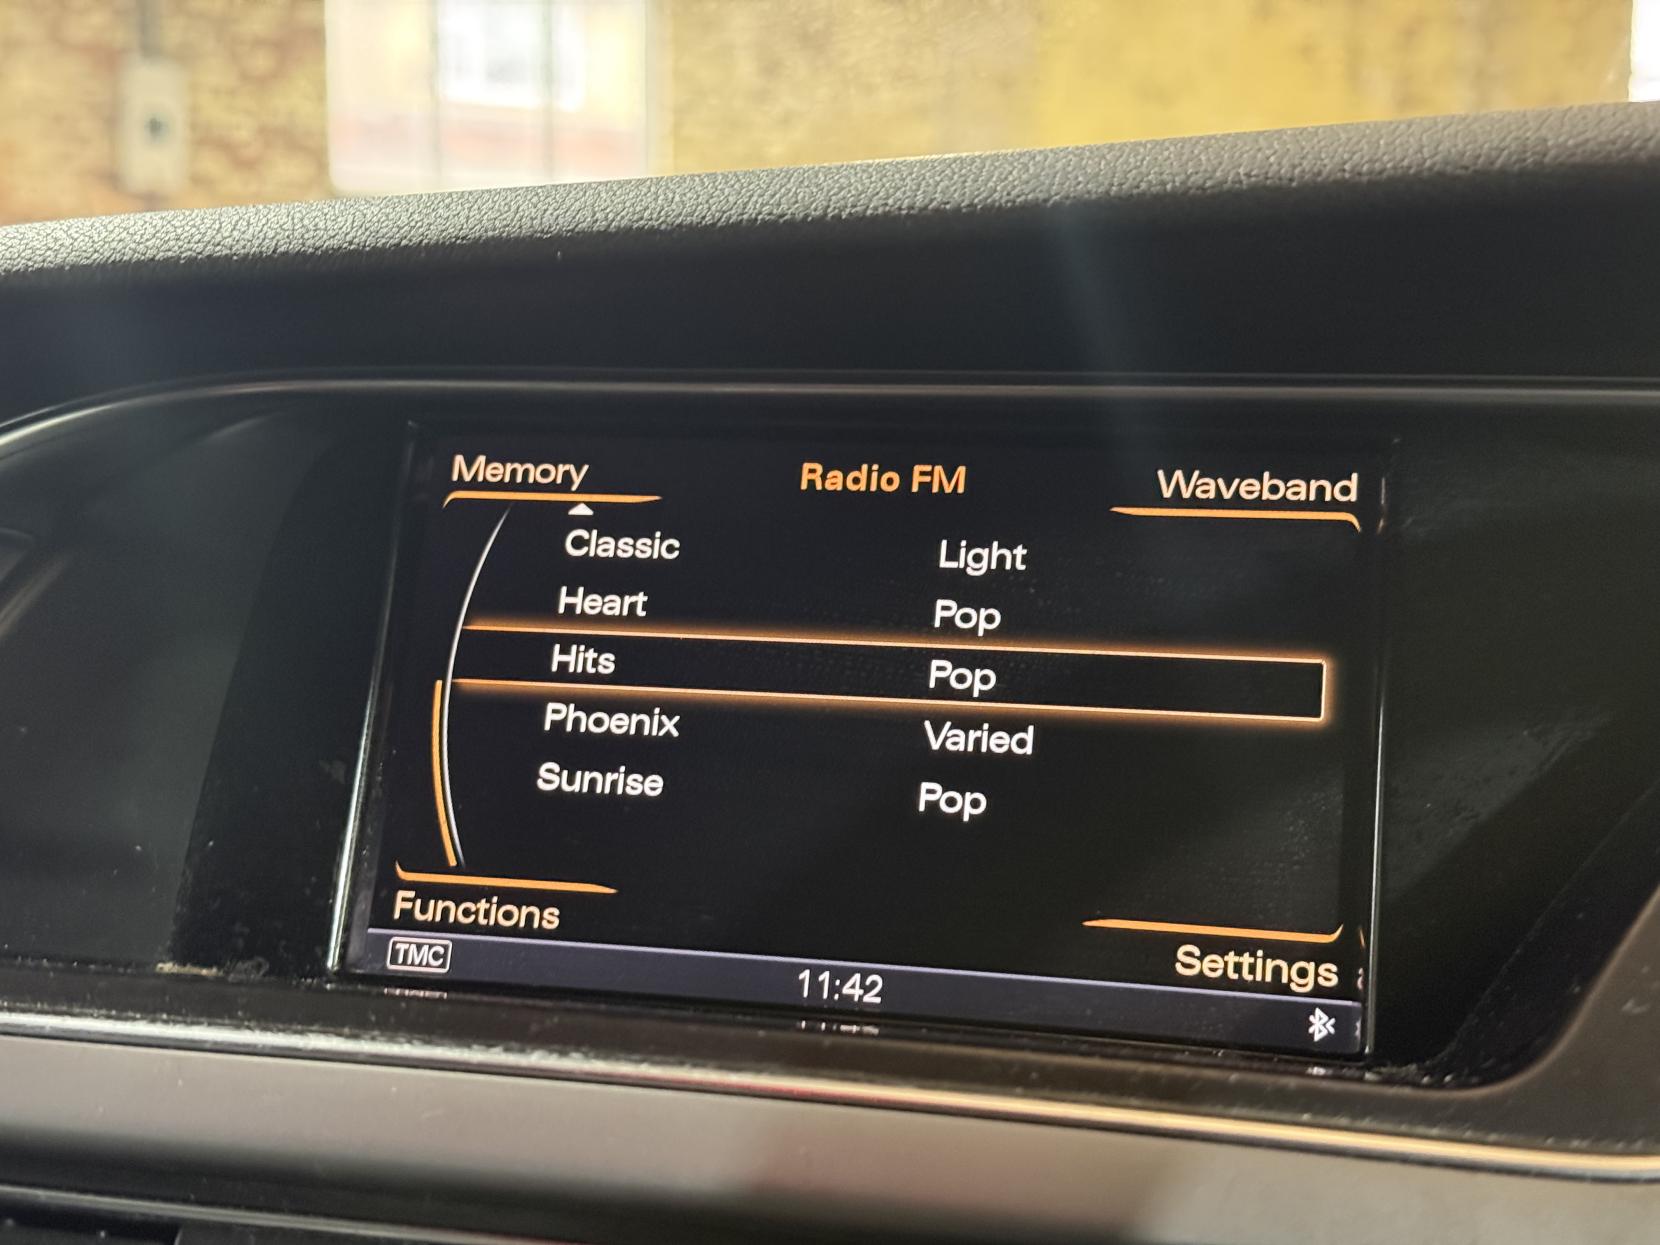 Memory Radio FM Waveband
Classic Light
Heart Pop
Hits Pop
Phoenix Varied
Sunrise Pop
Functions Settings
TMC 11:42